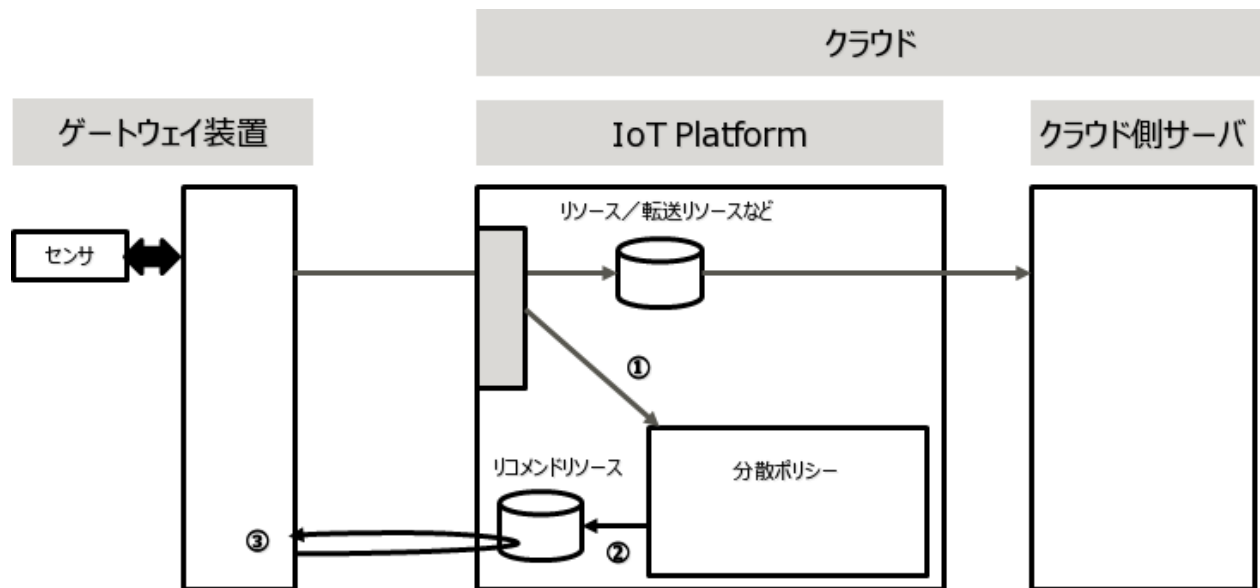 クラウド
ゲートウェイ装置
IoT Platform
クラウド側サーバ
リソース／転送リソースなど
センサ
①
リコメンドリソース
分散ポリシー
③
②